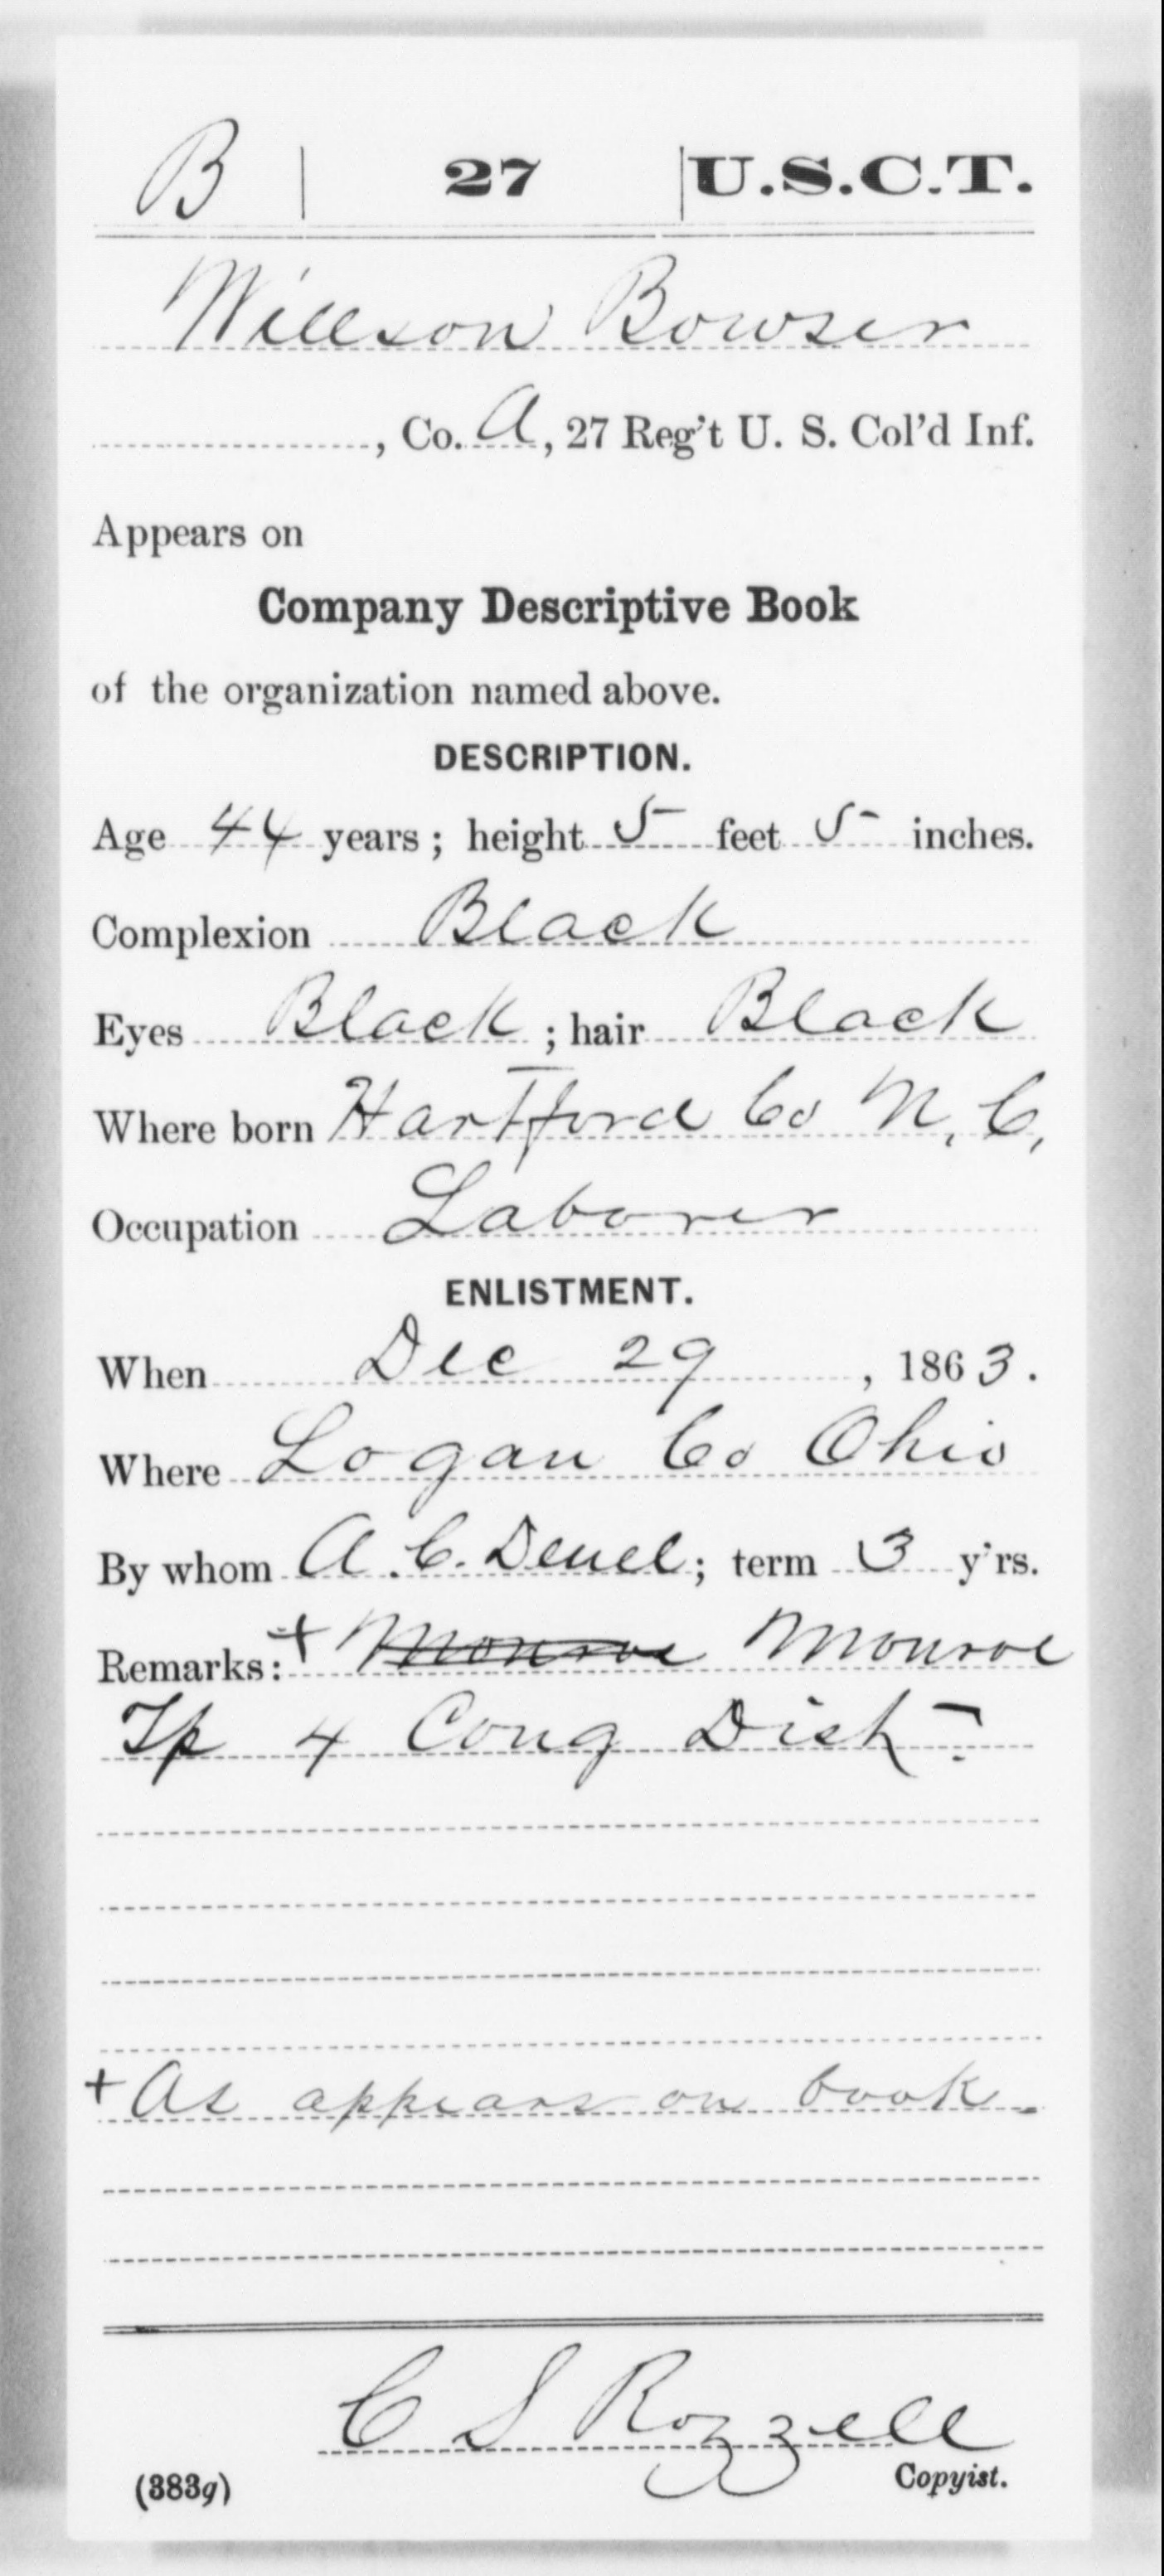 B | 27 | U.S.C.T.
Willson Bowser
, Co. A, 27 Reg't U. S. Col'd Inf.
Appears on
Company Descriptive Book
of the organization named above.
DESCRIPTION.
Age 44 years; height 5 feet 5 inches.
Complexion Black
Eyes Black; hair Black
Where born Hartford Co N. C,
Occupation Laborer
ENLISTMENT.
When Dec 29, 1863.
Where Logan Co Ohio
By whom A. C. Deuel; term 3 y'rs.
Remarks: + Monroe Monroe
Tp 4 Cong Dist
+ As appears on book.
C S Rozzell
Copyist.
(383g)